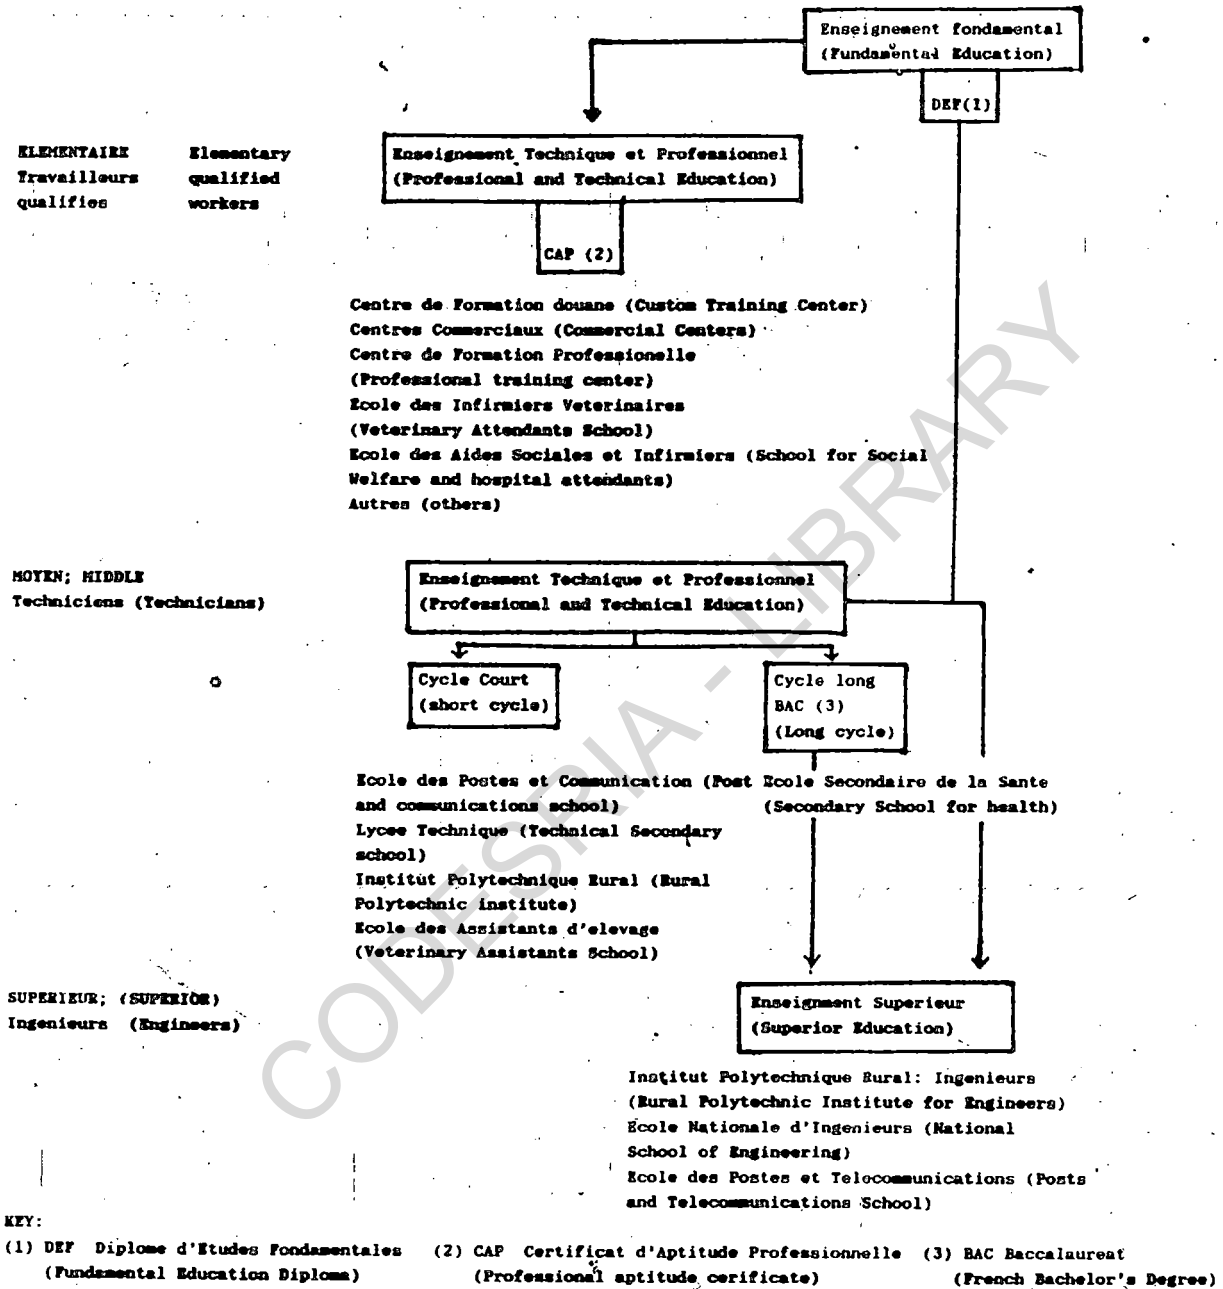 Enseignement fondamental
(Fundamental Education)
DEF(1)
ELEMENTAIRE Elementary
Travailleurs qualified
qualifies workers
Enseignement Technique et Professionnel
(Professional and Technical Education)
CAP (2)
Centre de Formation douane (Custom Training Center)
Centres Commerciaux (Commercial Centers)
Centre de Formation Professionelle
(Professional training center)
Ecole des Infirmiers Veterinaires
(Veterinary Attendants School)
Ecole des Aides Sociales et Infirmiers (School for Social
Welfare and hospital attendants)
Autres (others)
MOYEN; MIDDLE
Techniciens (Technicians)
Enseignement Technique et Professionnel
(Professional and Technical Education)
Cycle Court
(short cycle)
Cycle long
BAC (3)
(Long cycle)
Ecole des Postes et Communication (Post
and communications school)
Lycee Technique (Technical Secondary
school)
Institut Polytechnique Rural (Rural
Polytechnic institute)
Ecole des Assistants d'elevage
(Veterinary Assistants School)
Ecole Secondaire de la Sante
(Secondary School for health)
SUPERIEUR; (SUPERIOR)
Ingenieurs (Engineers)
Enseignment Superieur
(Superior Education)
Institut Polytechnique Rural: Ingenieurs
(Rural Polytechnic Institute for Engineers)
Ecole Nationale d'Ingenieurs (National
School of Engineering)
Ecole des Postes et Telecommunications (Posts
and Telecommunications School)
KEY:
(1) DEF Diplome d'Etudes Fondamentales (2) CAP Certificat d'Aptitude Professionnelle (3) BAC Baccalaureat
(Fundamental Education Diploma) (Professional aptitude cerificate) (French Bachelor's Degree)
CODESRIA - LIBRARY